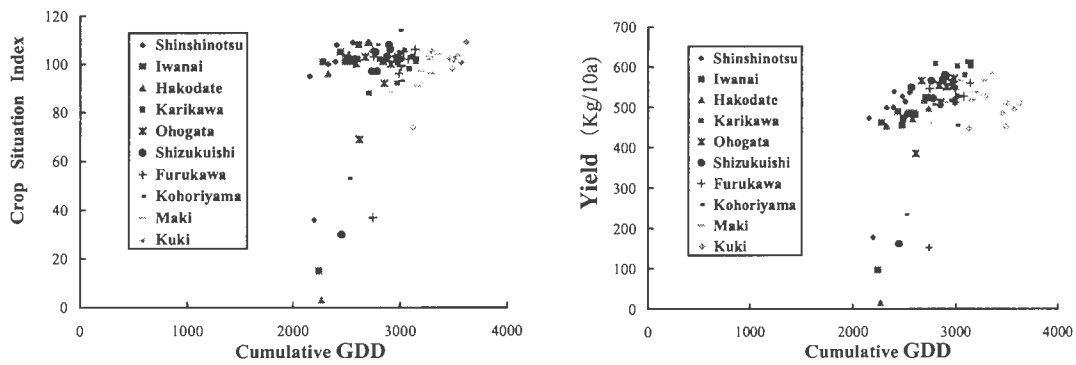 120
100
80
60
40
20
0
Crop Situation Index
Shinshinotsu
Iwanai
Hakodate
Karikawa
Ohogata
Shizukuishi
Furukawa
Kohoriyama
Maki
Kuki
0 1000 2000 3000 4000
Cumulative GDD
700
600
500
400
300
200
100
0
Yield (Kg/10a)
Shinshinotsu
Iwanai
Hakodate
Karikawa
Ohogata
Shizukuishi
Furukawa
Kohoriyama
Maki
Kuki
0 1000 2000 3000 4000
Cumulative GDD